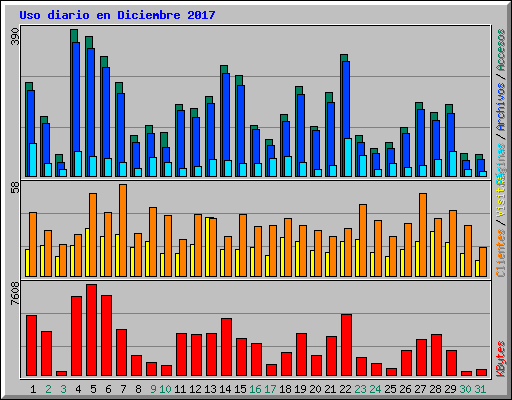 Uso diario en Diciembre 2017
390
58
7608
Clientes / Visitas
Páginas / Archivos / Accesos
KBytes
1 2 3 4 5 6 7 8 9 10 11 12 13 14 15 16 17 18 19 20 21 22 23 24 25 26 27 28 29 30 31